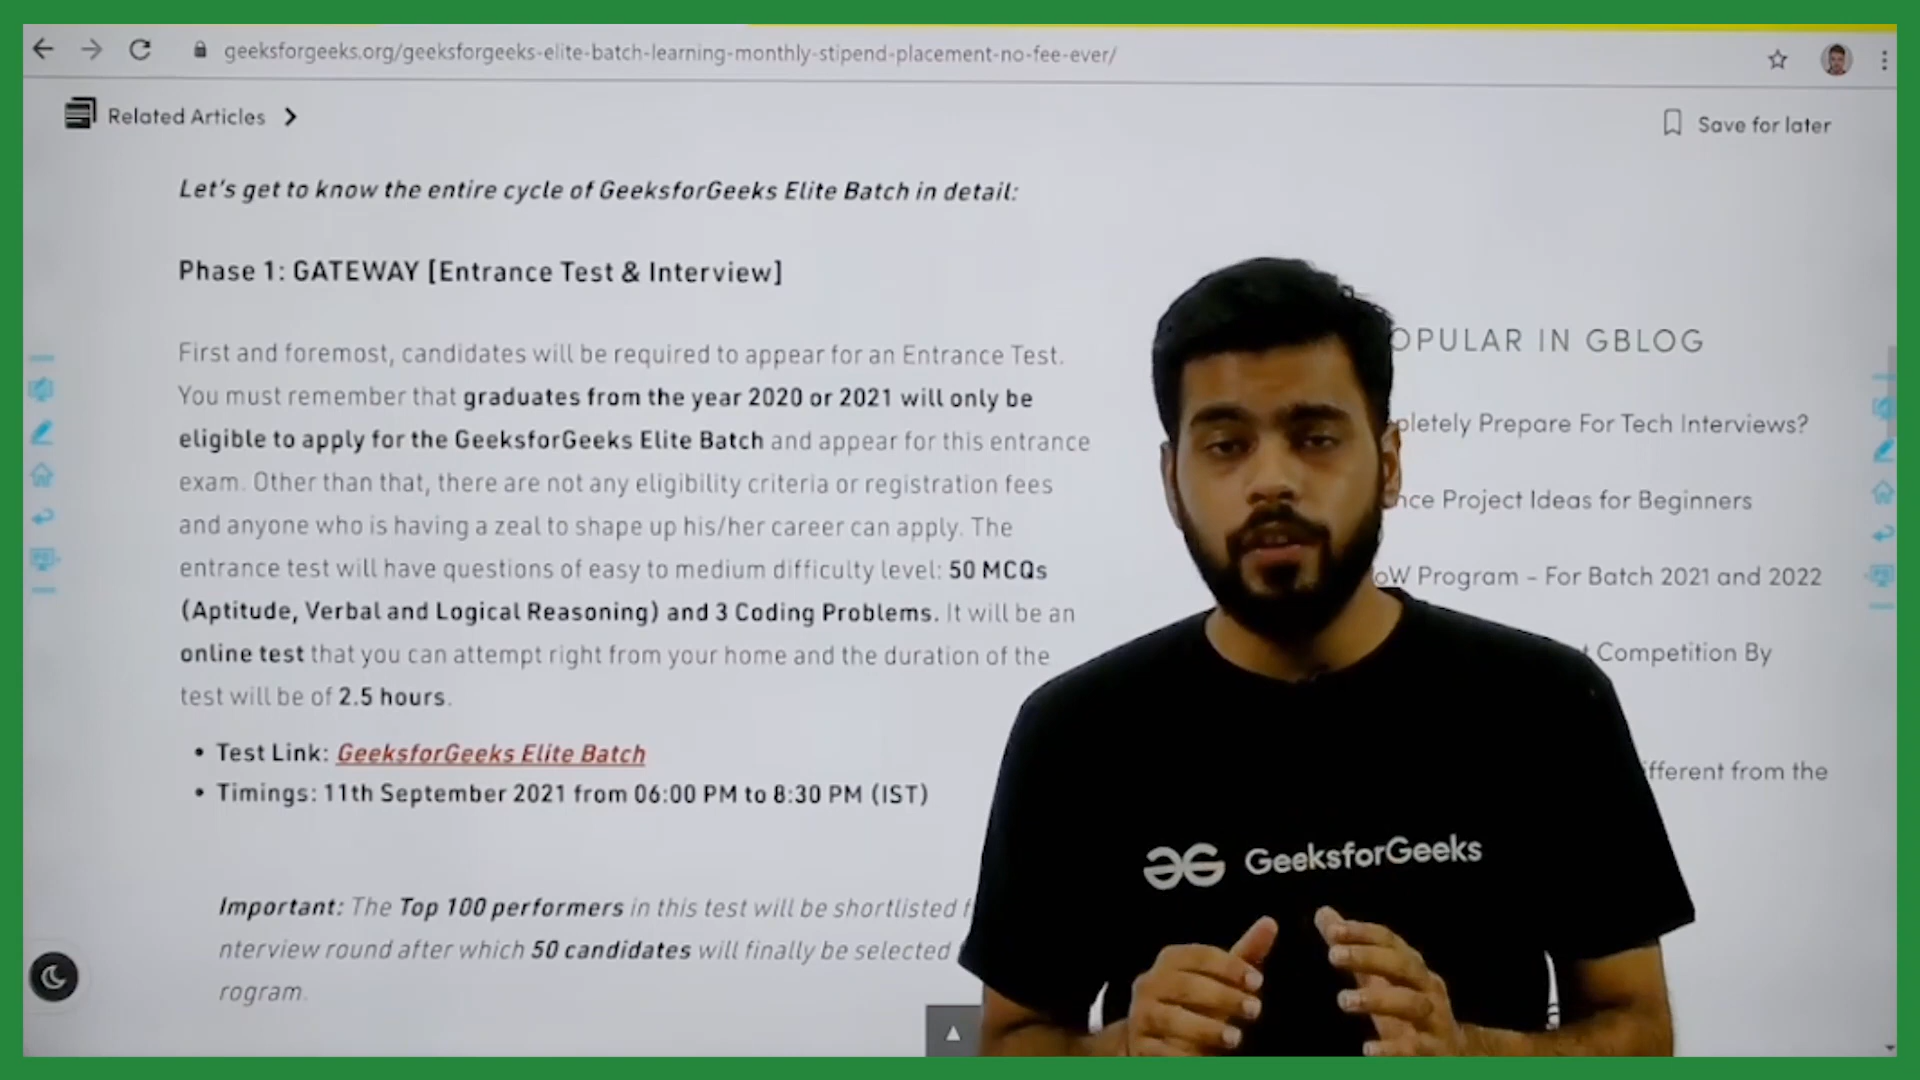 geeksforgeeks.org/geeksforgeeks-elite-batch-learning-monthly-stipend-placement-no-fee-ever/
Related Articles
Save for later
Let's get to know the entire cycle of GeeksforGeeks Elite Batch in detail:
Phase 1: GATEWAY [Entrance Test & Interview]
First and foremost, candidates will be required to appear for an Entrance Test.
You must remember that graduates from the year 2020 or 2021 will only be
eligible to apply for the GeeksforGeeks Elite Batch and appear for this entrance
exam. Other than that, there are not any eligibility criteria or registration fees
and anyone who is having a zeal to shape up his/her career can apply. The
entrance test will have questions of easy to medium difficulty level: 50 MCQs
(Aptitude, Verbal and Logical Reasoning) and 3 Coding Problems. It will be an
online test that you can attempt right from your home and the duration of the
test will be of 2.5 hours.
• Test Link: GeeksforGeeks Elite Batch
• Timings: 11th September 2021 from 06:00 PM to 8:30 PM (IST)
Important: The Top 100 performers in this test will be shortlisted
nterview round after which 50 candidates will finally be selected
rogram.
OPULAR IN GBLOG
pletely Prepare For Tech Interviews?
nce Project Ideas for Beginners
oW Program - For Batch 2021 and 2022
Competition By
fferent from the
GeeksforGeeks